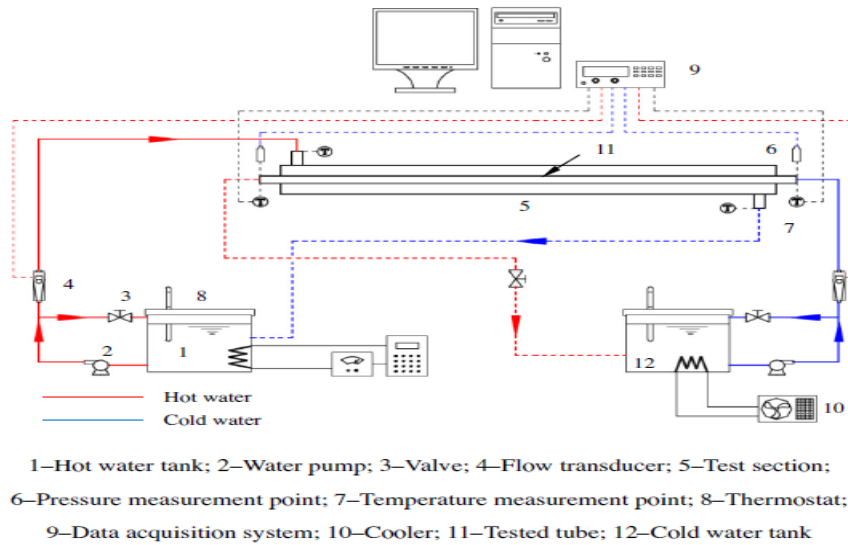 9
11
6
T
T
T
T
5
7
4
3
8
2
1
12
10
Hot water
Cold water
1–Hot water tank; 2–Water pump; 3–Valve; 4–Flow transducer; 5–Test section;
6–Pressure measurement point; 7–Temperature measurement point; 8–Thermostat;
9–Data acquisition system; 10–Cooler; 11–Tested tube; 12–Cold water tank